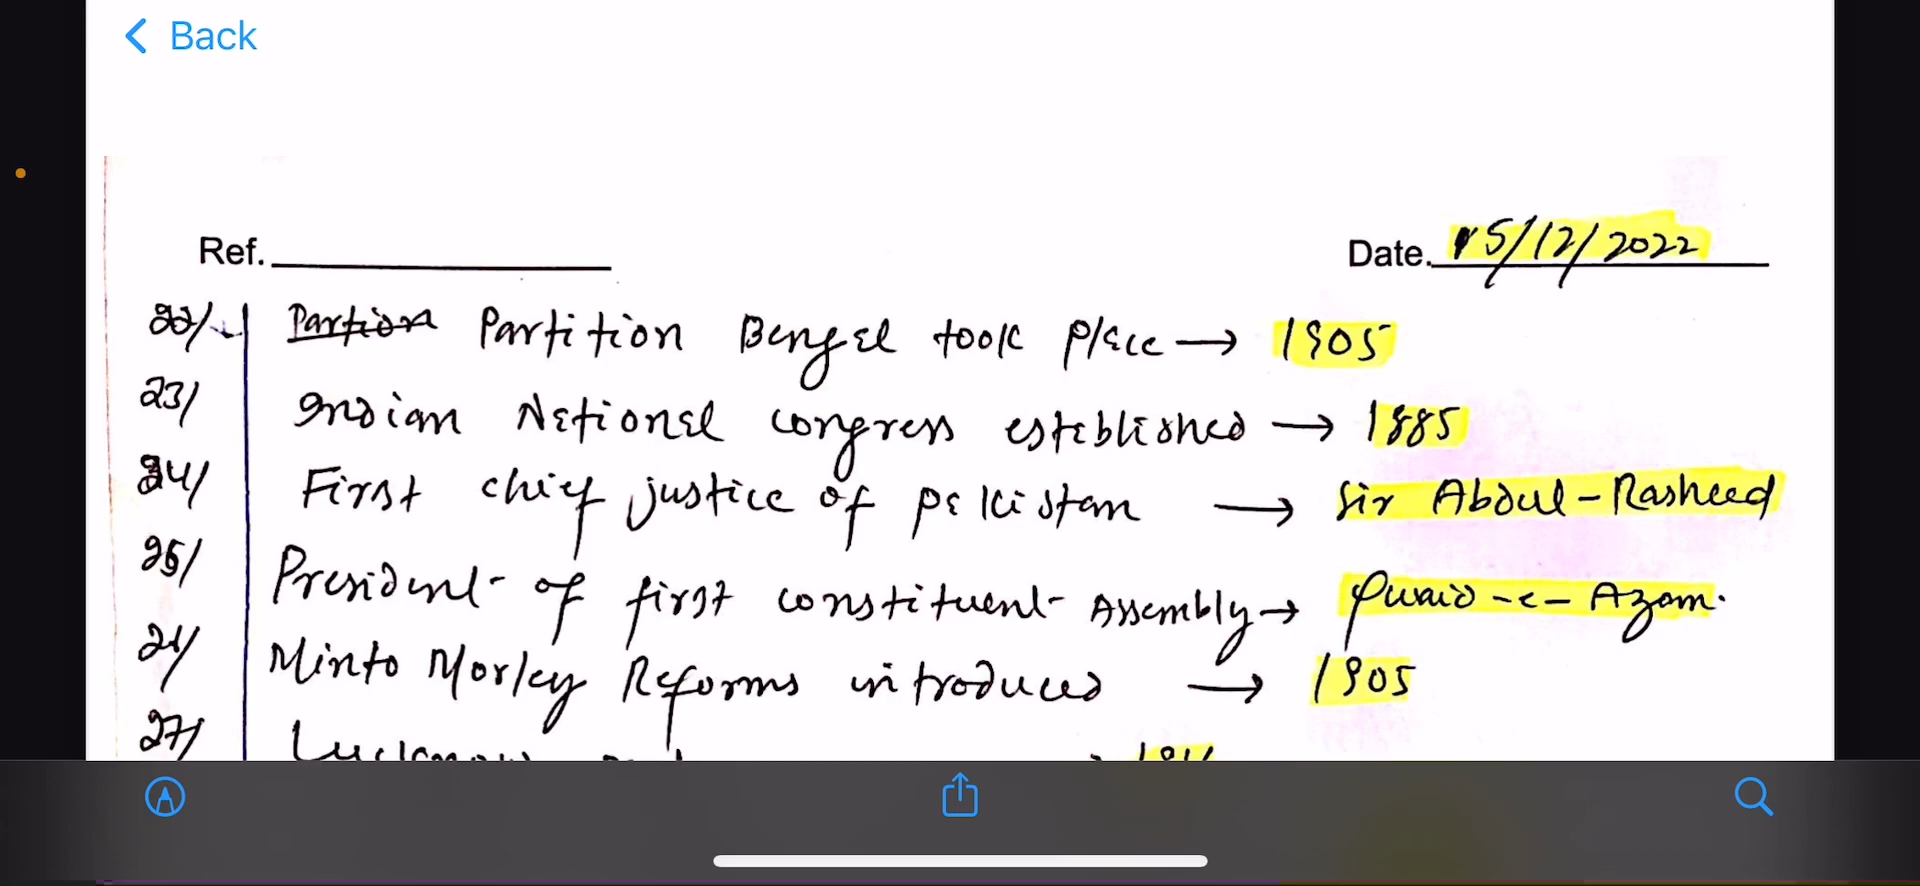 Back
Ref. Date. 15/12/2022
22/ Partion Partition Bengal took place → 1905
23/ Indian National congress established → 1885
24/ First chief justice of pakistan → Sir Abdul-Rasheed
25/ President of first constituent Assembly → Quaid-e-Azam.
26/ Minto Morley Reforms introduced → 1905
27/ Lucknow